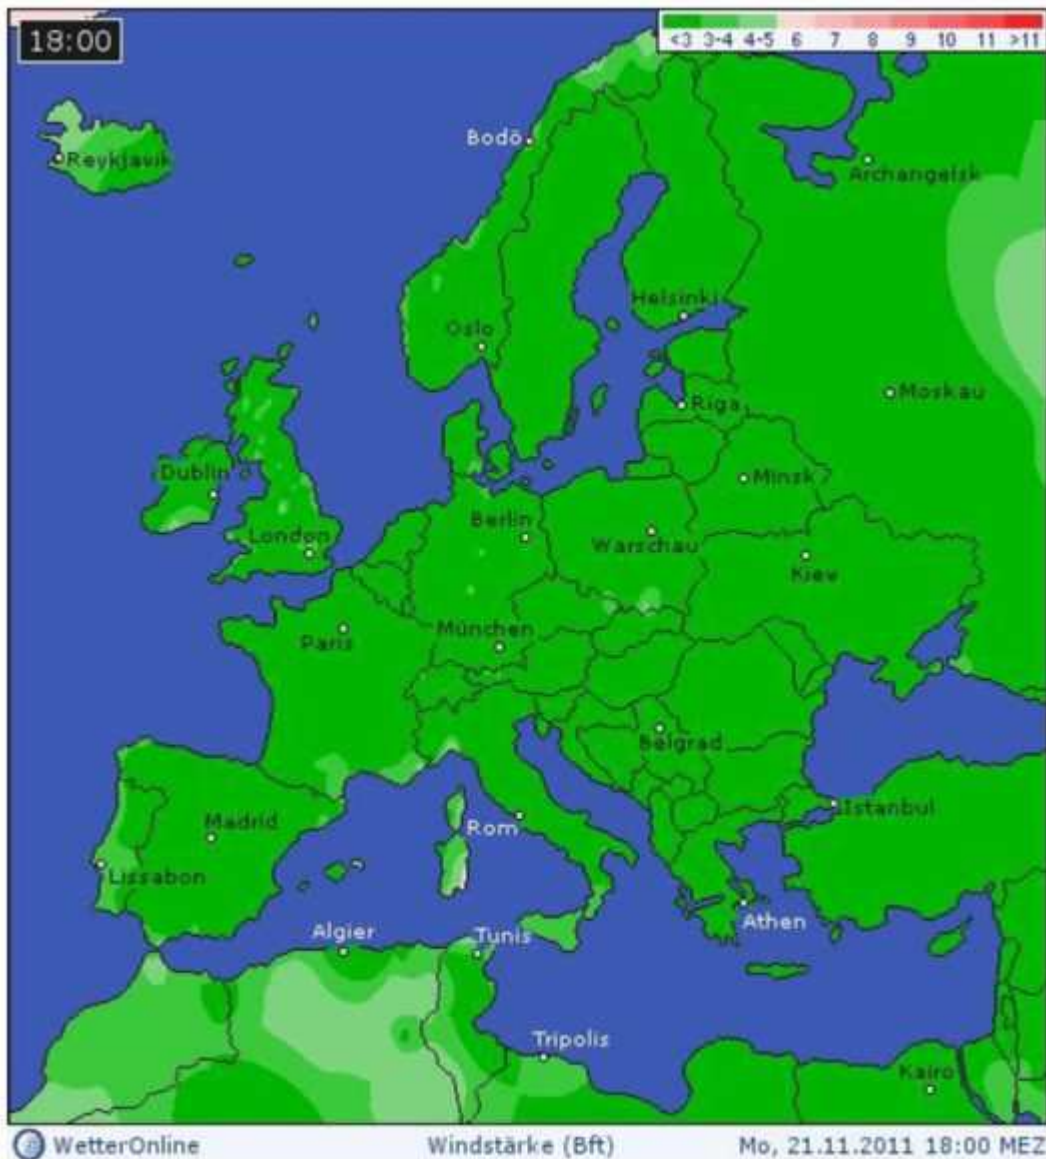 18:00
<3 3-4 4-5 6 7 8 9 10 11 >11
Bodö
Reykjavik
Archangelsk
Helsinki
Oslo
Moskau
Riga
Dublin
Minsk
Berlin
London
Warschau
Kiew
München
Paris
Belgrad
Istanbul
Madrid
Rom
Lissabon
Athen
Algier
Tunis
Tripolis
Kairo
WetterOnline Windstärke (Bft) Mo, 21.11.2011 18:00 MEZ